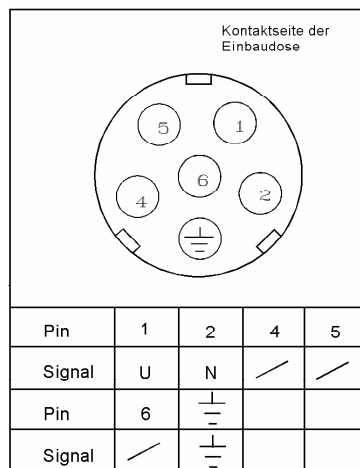 Kontaktseite der
Einbaudose
5 1
6
4 2
Pin 1 2 4 5
Signal U N
Pin 6
Signal